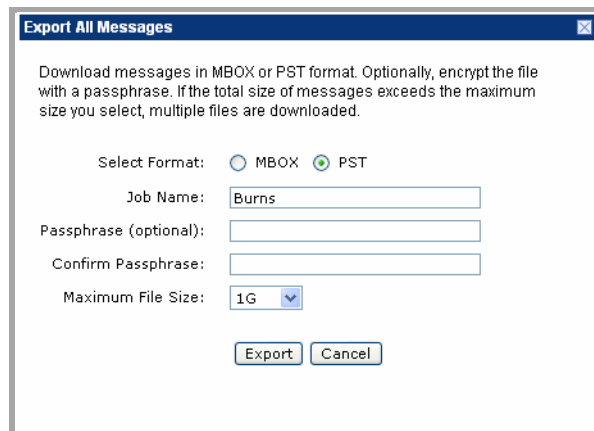 Export All Messages
Download messages in MBOX or PST format. Optionally, encrypt the file
with a passphrase. If the total size of messages exceeds the maximum
size you select, multiple files are downloaded.
Select Format: MBOX PST
Job Name: Burns
Passphrase (optional):
Confirm Passphrase:
Maximum File Size: 1G
Export Cancel